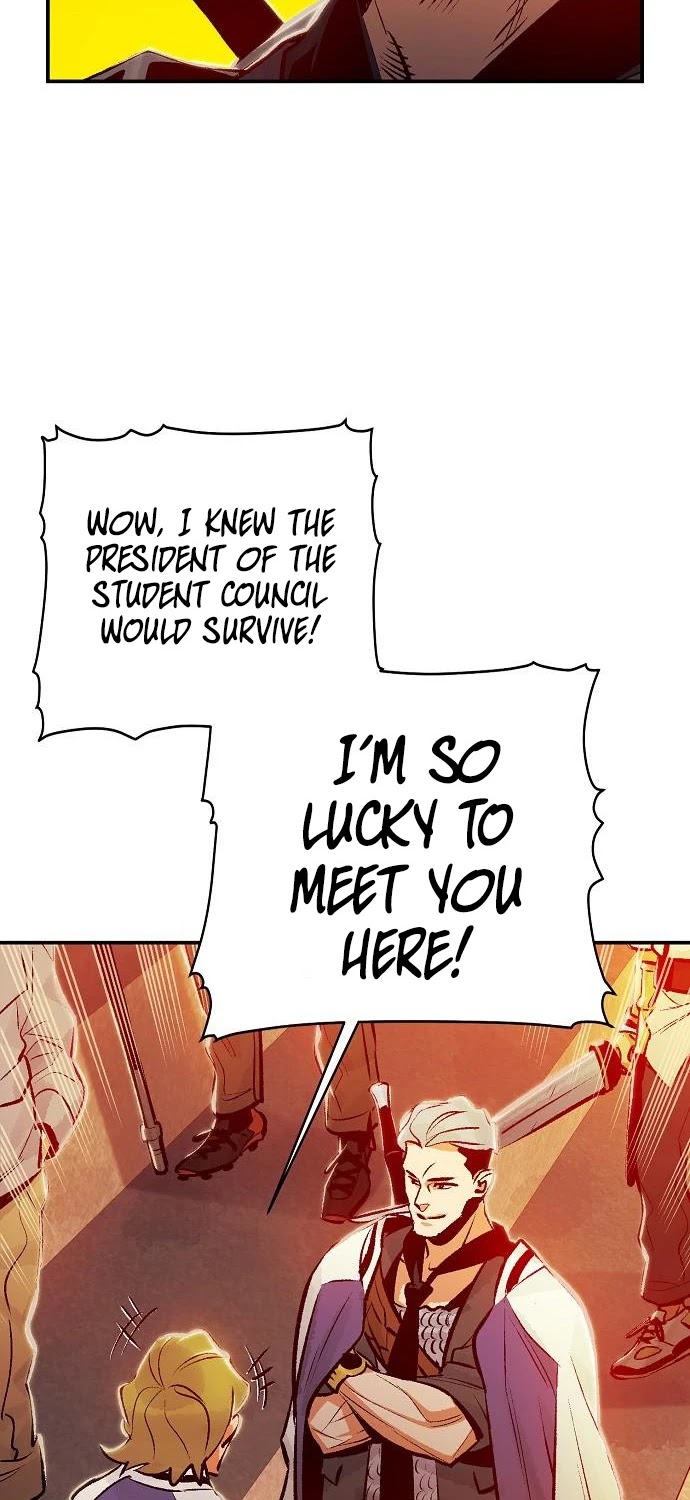 WOW, I KNEW THE
PRESIDENT OF THE
STUDENT COUNCIL
WOULD SURVIVE!
I'M SO
LUCKY TO
MEET YOU
HERE!